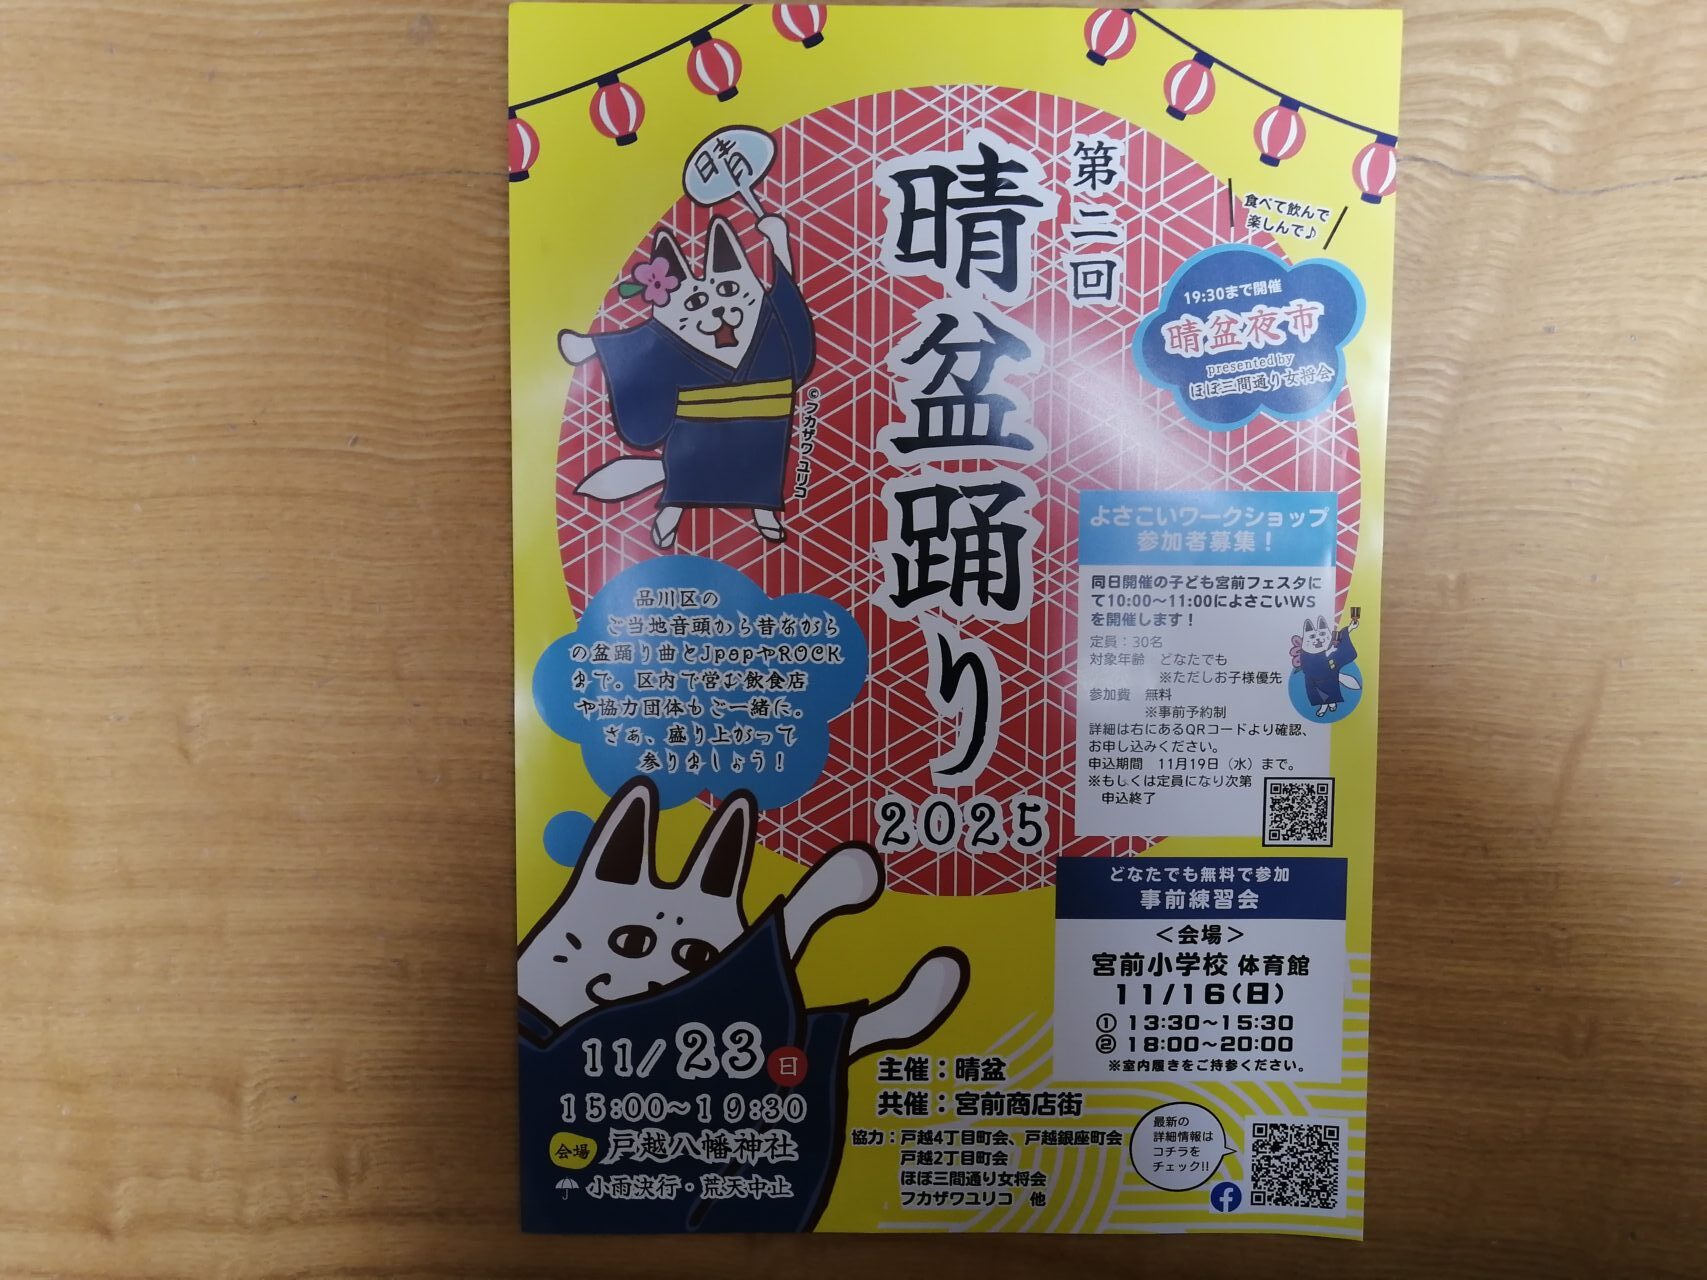 第二回
晴盆踊り
2025
晴
©フカザワユリコ
食べて飲んで
楽しんで♪
19:30まで開催
晴盆夜市
presented by
ほぼ三間通り女将会
品川区の
ご当地音頭から昔ながら
の盆踊り曲とJpopやROCK
まで。区内で営む飲食店
や協力団体もご一緒に。
さぁ、盛り上がって
参りましょう！
よさこいワークショップ
参加者募集！
同日開催の子ども宮前フェスタに
て10:00～11:00によさこいWS
を開催します！
定員：30名
対象年齢　どなたでも
※ただしお子様優先
参加費　無料
※事前予約制
詳細は右にあるQRコードより確認、
お申し込みください。
申込期間　11月19日（水）まで。
※もしくは定員になり次第
申込終了
どなたでも無料で参加
事前練習会
＜会場＞
宮前小学校 体育館
11/16(日)
① 13:30～15:30
② 18:00～20:00
※室内履きをご持参ください。
11/23 日
15:00～19:30
会場 戸越八幡神社
小雨決行・荒天中止
主催：晴盆
共催：宮前商店街
協力：戸越4丁目町会、戸越銀座町会
戸越2丁目町会
ほぼ三間通り女将会
フカザワユリコ　他
最新の
詳細情報は
コチラを
チェック!!